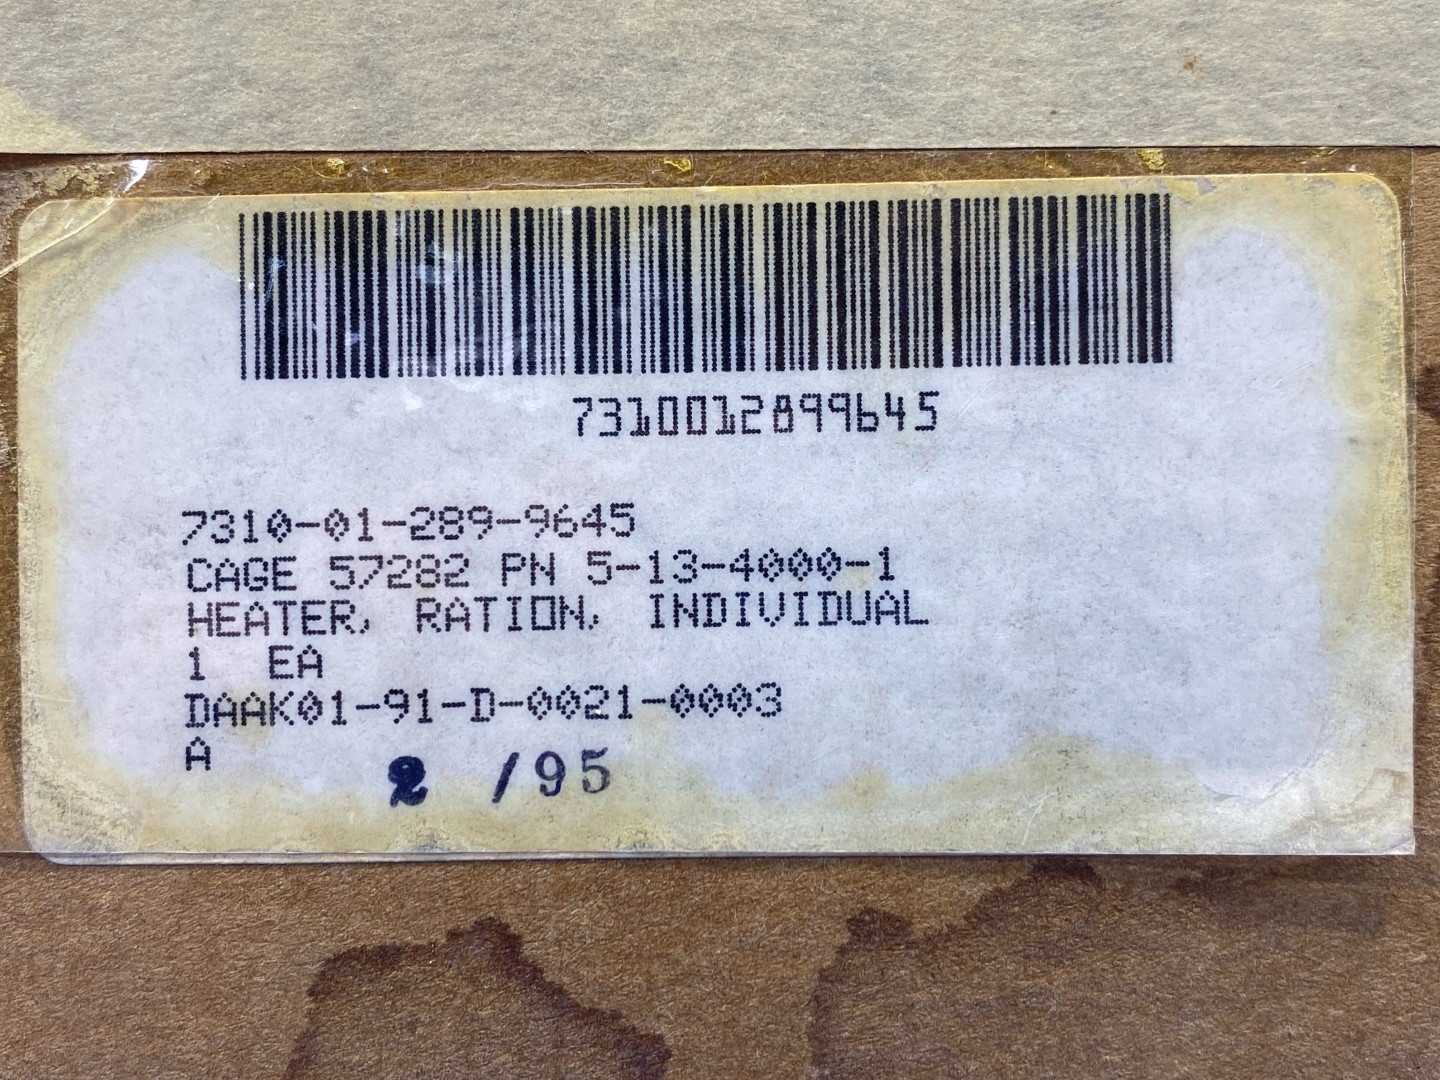 7310012899645
7310-01-289-9645
CAGE 57282 PN 5-13-4000-1
HEATER, RATION, INDIVIDUAL
1 EA
DAAK01-91-D-0021-0003
A
2 /95